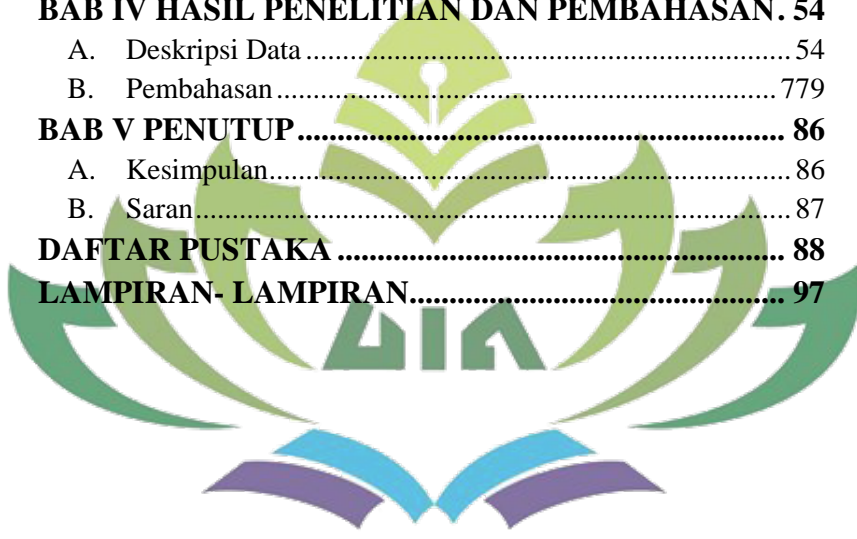 BAB IV HASIL PENELITIAN DAN PEMBAHASAN. 54
A. Deskripsi Data.......................................................................... 54
B. Pembahasan............................................................................ 779
BAB V PENUTUP................................................................ 86
A. Kesimpulan............................................................................ 86
B. Saran........................................................................................ 87
DAFTAR PUSTAKA .......................................................... 88
LAMPIRAN- LAMPIRAN................................................. 97
UIN